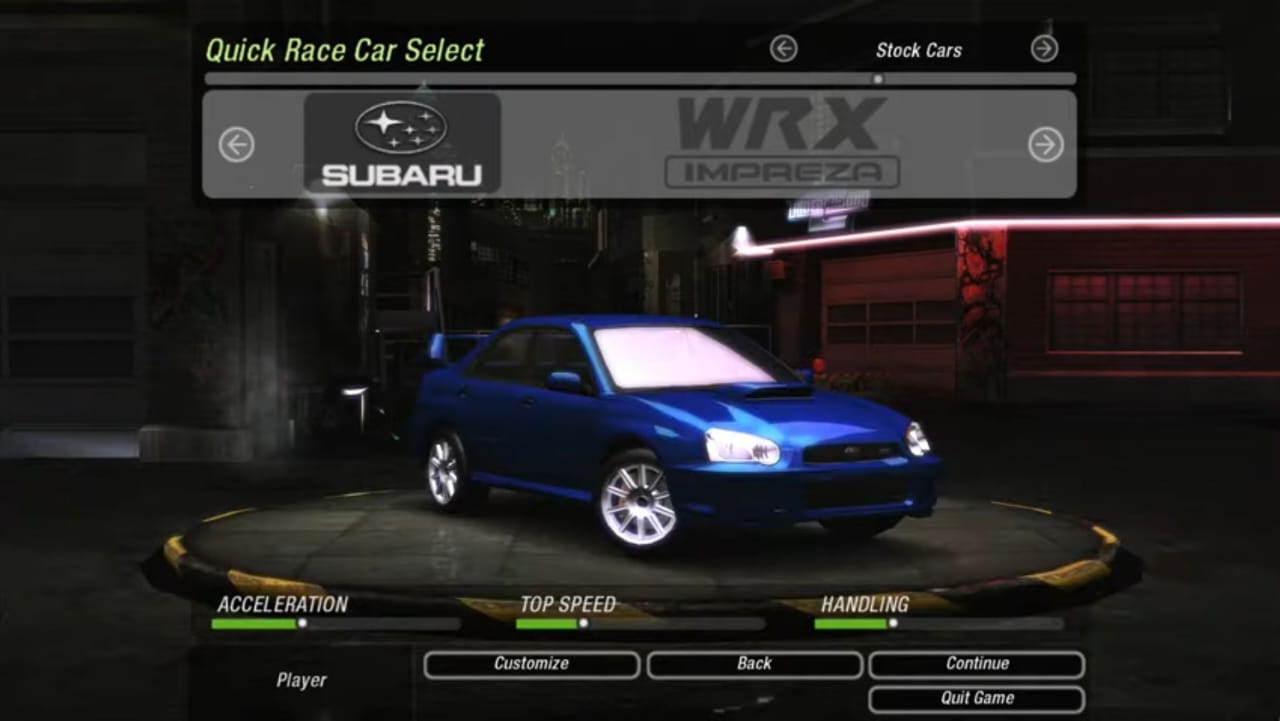 Quick Race Car Select
Stock Cars
SUBARU
WRX
IMPREZA
ACCELERATION
TOP SPEED
HANDLING
Customize
Back
Continue
Player
Quit Game